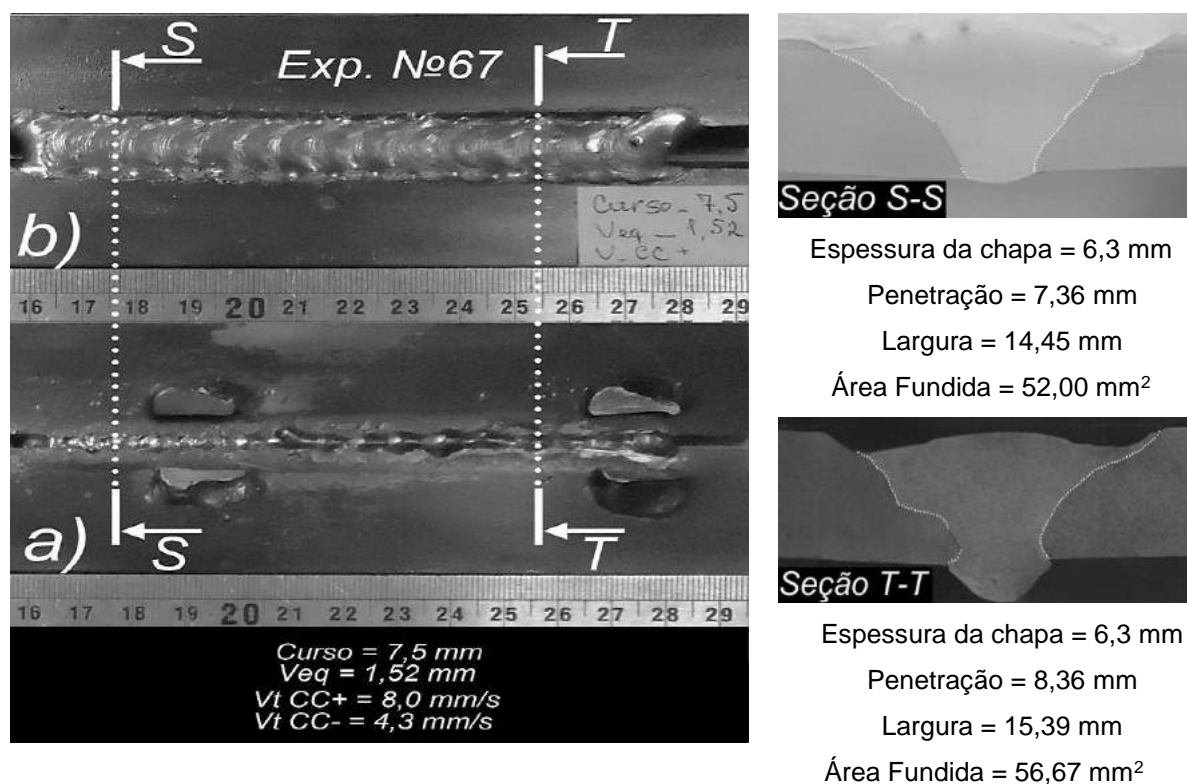 S
T
Exp. №67
b)
Curso - 7,5
Veq - 1,52
V_CC +
16 17 18 19 20 21 22 23 24 25 26 27 28 29
a)
S
T
16 17 18 19 20 21 22 23 24 25 26 27 28 29
Curso = 7,5 mm
Veq = 1,52 mm
Vt CC+ = 8,0 mm/s
Vt CC- = 4,3 mm/s
Seção S-S
Espessura da chapa = 6,3 mm
Penetração = 7,36 mm
Largura = 14,45 mm
Área Fundida = 52,00 mm²
Seção T-T
Espessura da chapa = 6,3 mm
Penetração = 8,36 mm
Largura = 15,39 mm
Área Fundida = 56,67 mm²